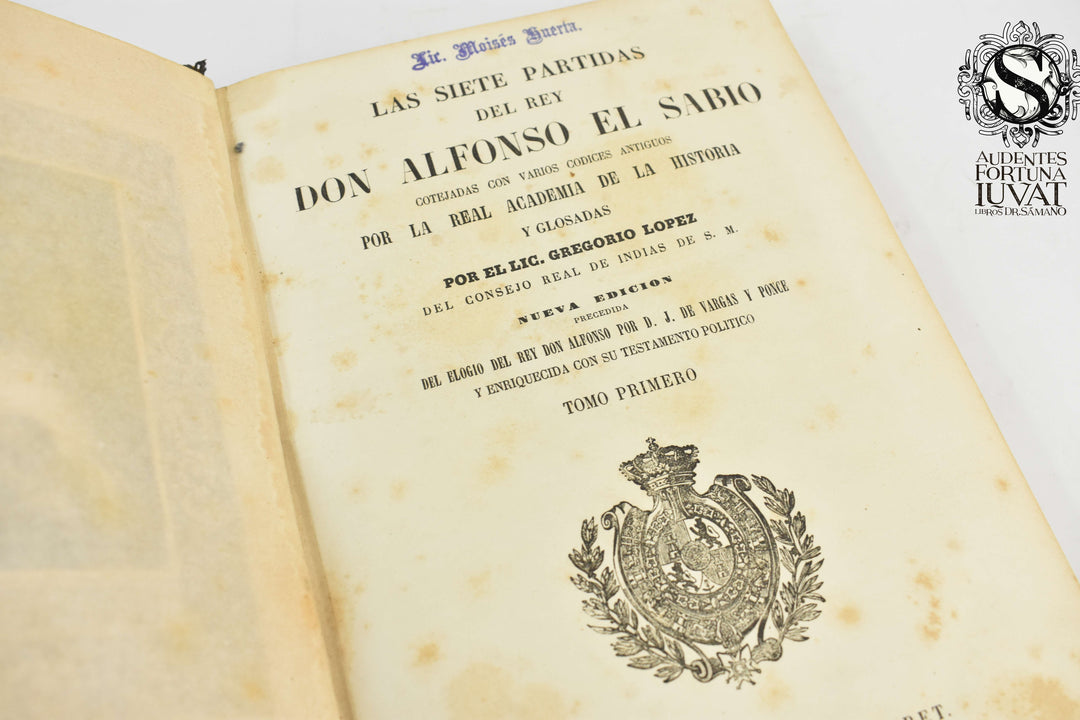 Lic. Moisés Huerta.
LAS SIETE PARTIDAS
DEL REY
DON ALFONSO EL SABIO
COTEJADAS CON VARIOS CODICES ANTIGUOS
POR LA REAL ACADEMIA DE LA HISTORIA
Y GLOSADAS
POR EL LIC. GREGORIO LOPEZ
DEL CONSEJO REAL DE INDIAS DE S. M.
NUEVA EDICION
PRECEDIDA
DEL ELOGIO DEL REY DON ALFONSO POR D. J. DE VARGAS Y PONCE
Y ENRIQUECIDA CON SU TESTAMENTO POLITICO
TOMO PRIMERO
S
AUDENTES
FORTUNA
IUVAT
LIBROS DR. SÁMANO